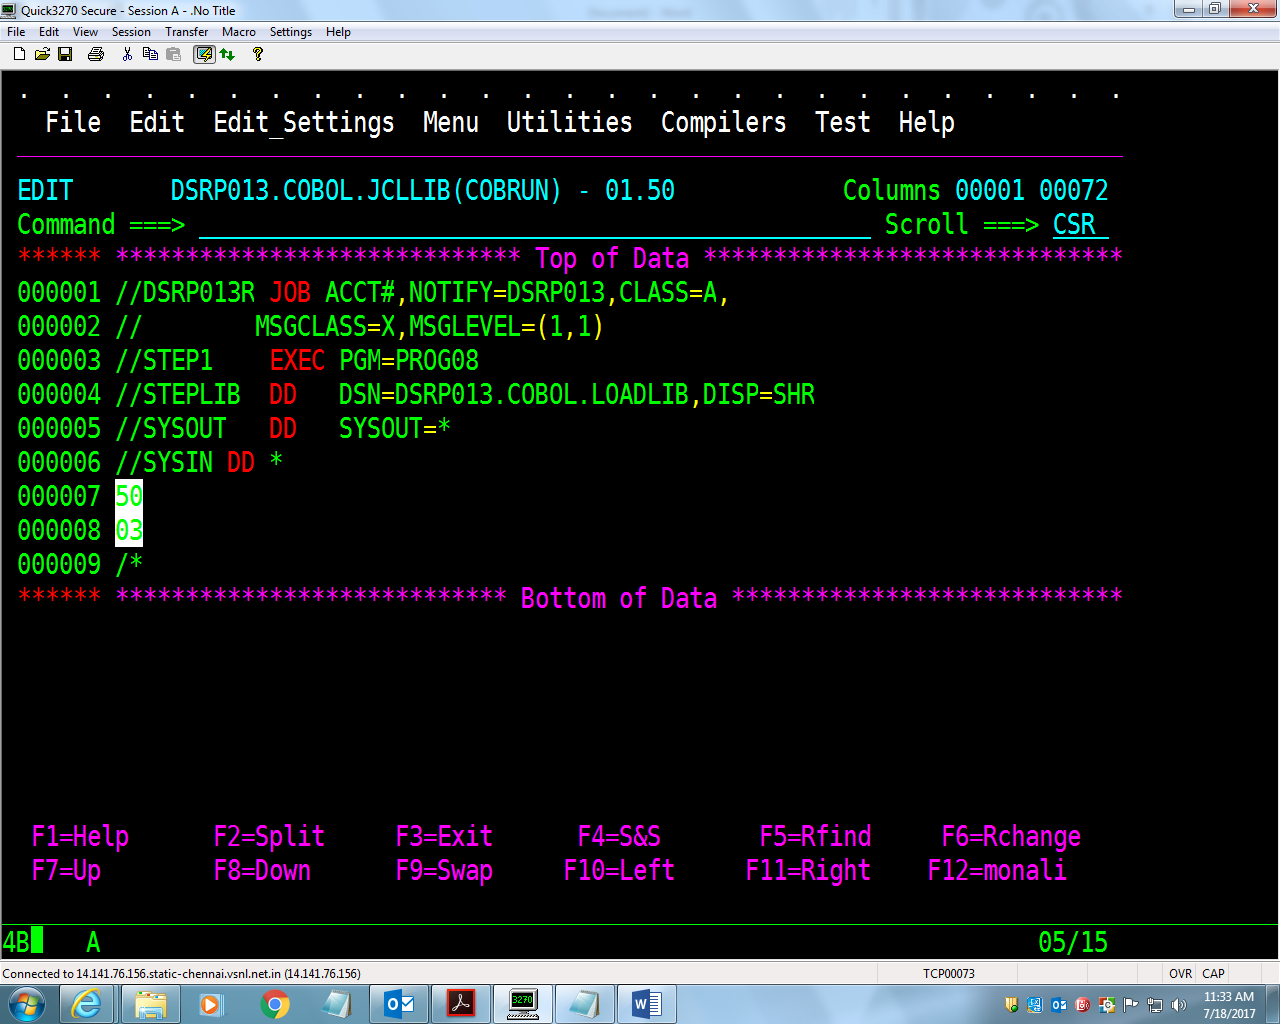 Quick3270 Secure - Session A - .No Title
File Edit View Session Transfer Macro Settings Help
. . . . . . . . . . . . . . . . . . . . . . . . . . .
File Edit Edit_Settings Menu Utilities Compilers Test Help
EDIT DSRP013.COBOL.JCLLIB(COBRUN) - 01.50 Columns 00001 00072
Command ===> Scroll ===> CSR
****** ***************************** Top of Data ******************************
000001 //DSRP013R JOB ACCT#,NOTIFY=DSRP013,CLASS=A,
000002 //        MSGCLASS=X,MSGLEVEL=(1,1)
000003 //STEP1    EXEC PGM=PROG08
000004 //STEPLIB  DD   DSN=DSRP013.COBOL.LOADLIB,DISP=SHR
000005 //SYSOUT   DD   SYSOUT=*
000006 //SYSIN DD *
000007 50
000008 03
000009 /*
****** **************************** Bottom of Data ****************************
F1=Help F2=Split F3=Exit F4=S&S F5=Rfind F6=Rchange
F7=Up F8=Down F9=Swap F10=Left F11=Right F12=monali
4B A 05/15
Connected to 14.141.76.156.static-chennai.vsnl.net.in (14.141.76.156) TCP00073 OVR CAP
3270
11:33 AM
7/18/2017